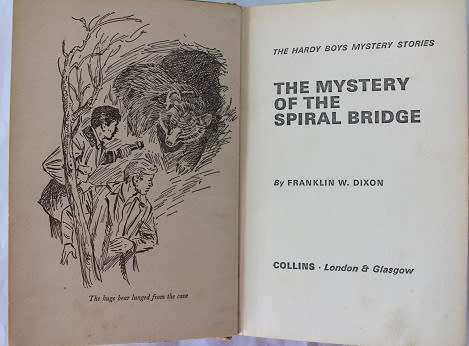 The huge bear lunged from the cave
THE HARDY BOYS MYSTERY STORIES
THE MYSTERY
OF THE
SPIRAL BRIDGE
By FRANKLIN W. DIXON
COLLINS · London & Glasgow